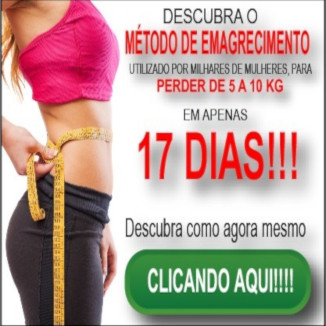 DESCUBRA O
MÉTODO DE EMAGRECIMENTO
UTILIZADO POR MILHARES DE MULHERES, PARA
PERDER DE 5 A 10 KG
EM APENAS
17 DIAS!!!
Descubra como agora mesmo
CLICANDO AQUI!!!!